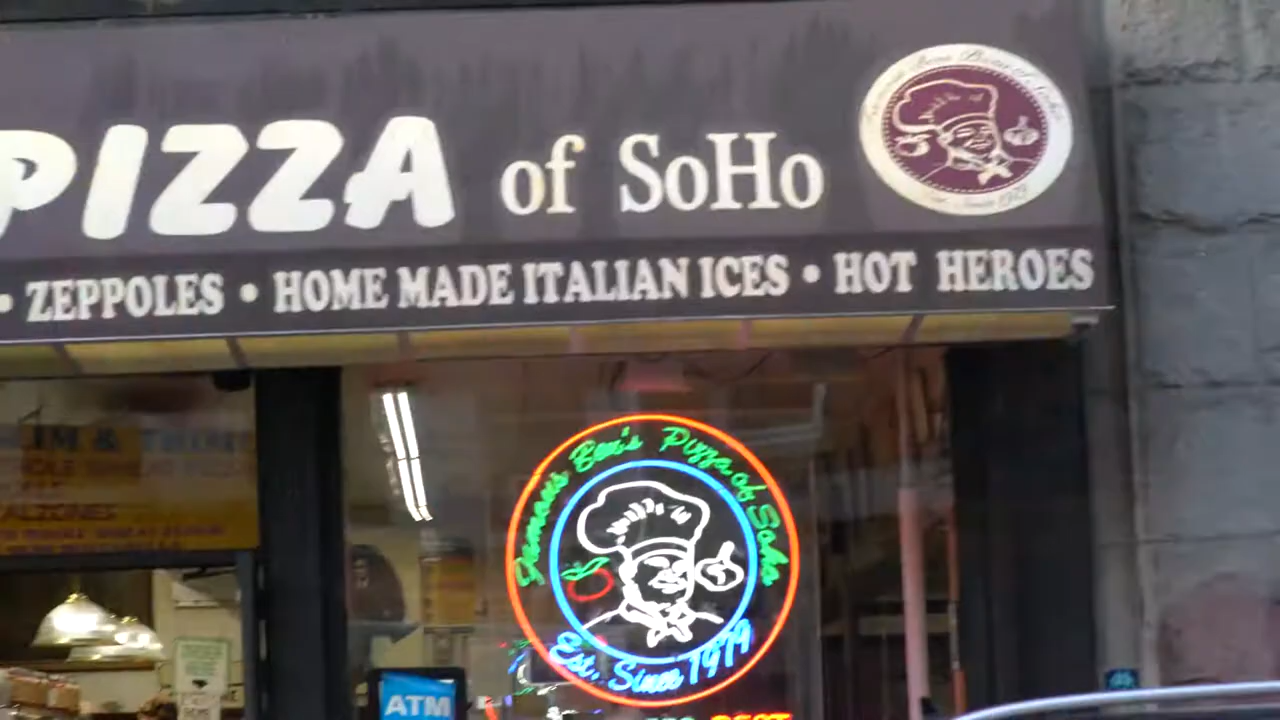 PIZZA of SoHo
• ZEPPOLES • HOME MADE ITALIAN ICES • HOT HEROES
Famous Ben's Pizza of Soho
Est. Since 1979
ATM